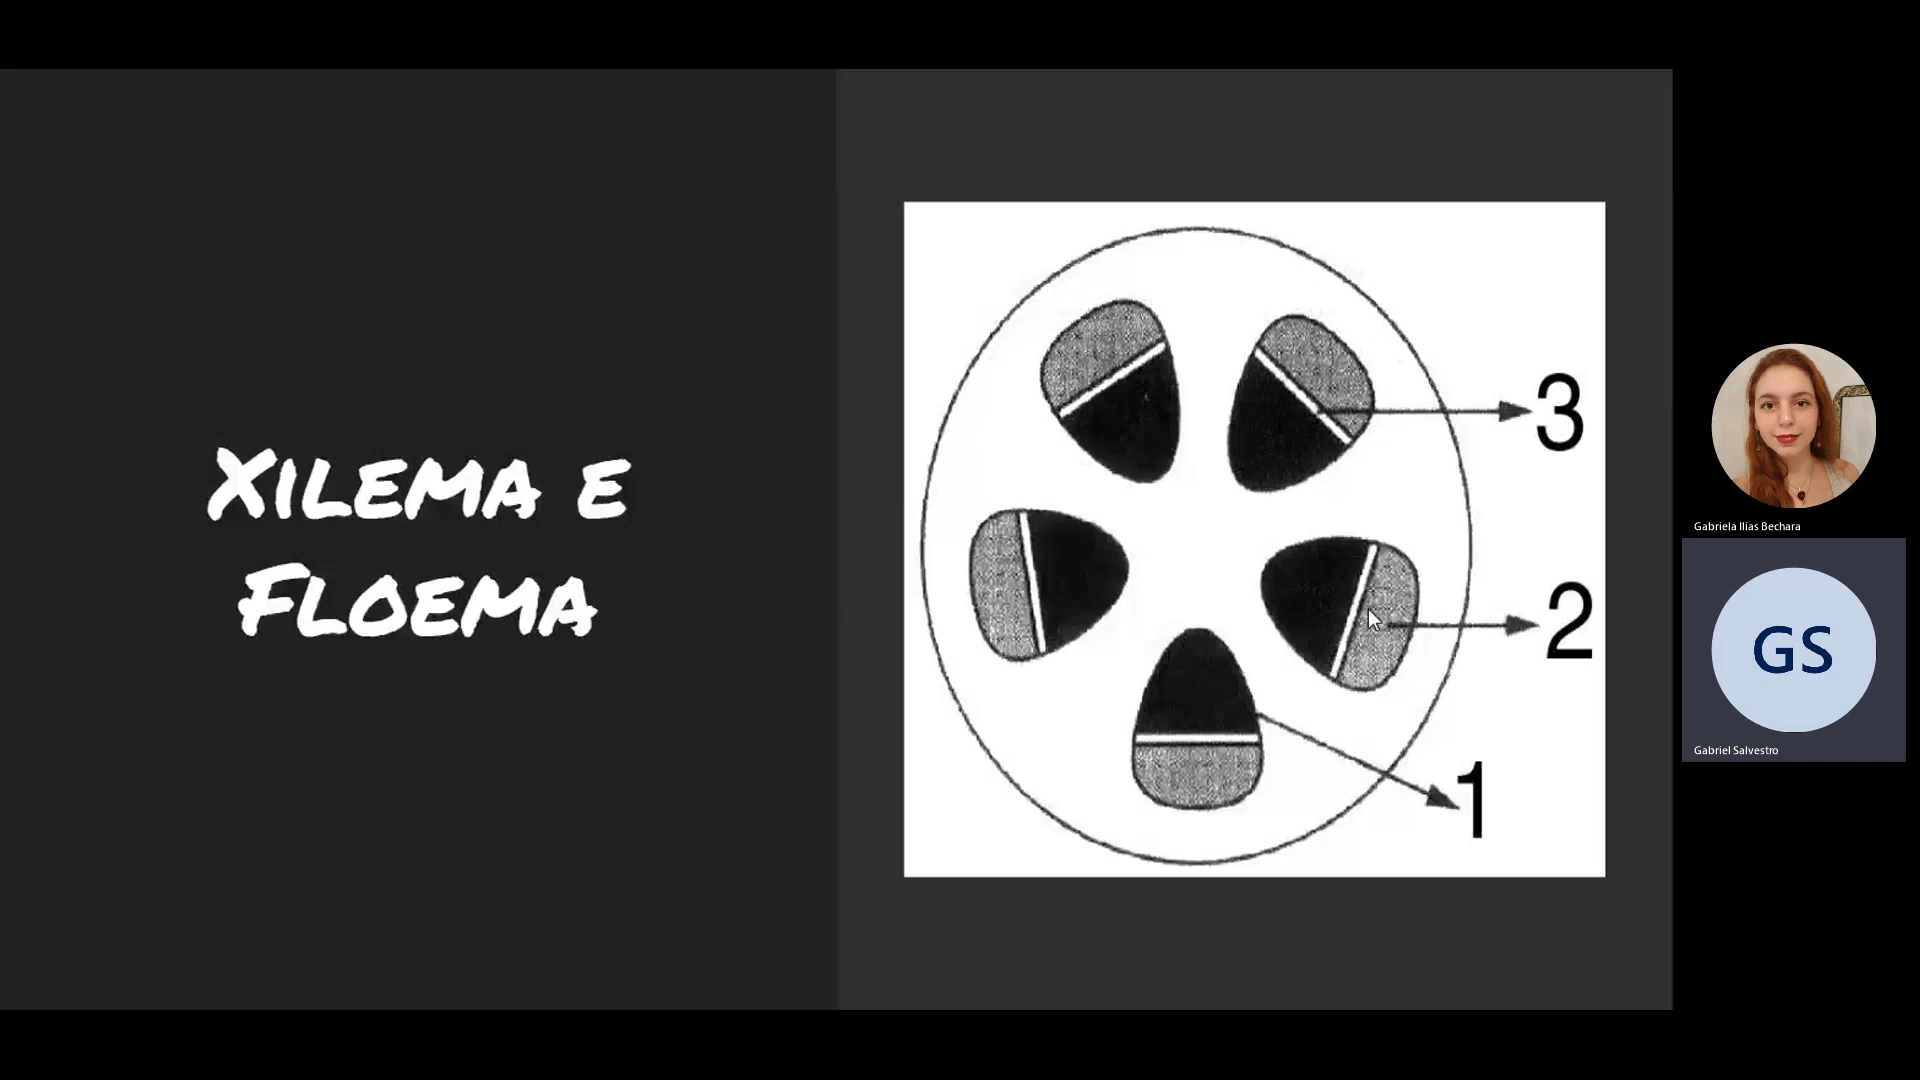 Xilema e
Floema
3
2
1
Gabriela Ilias Bechara
GS
Gabriel Salvestro